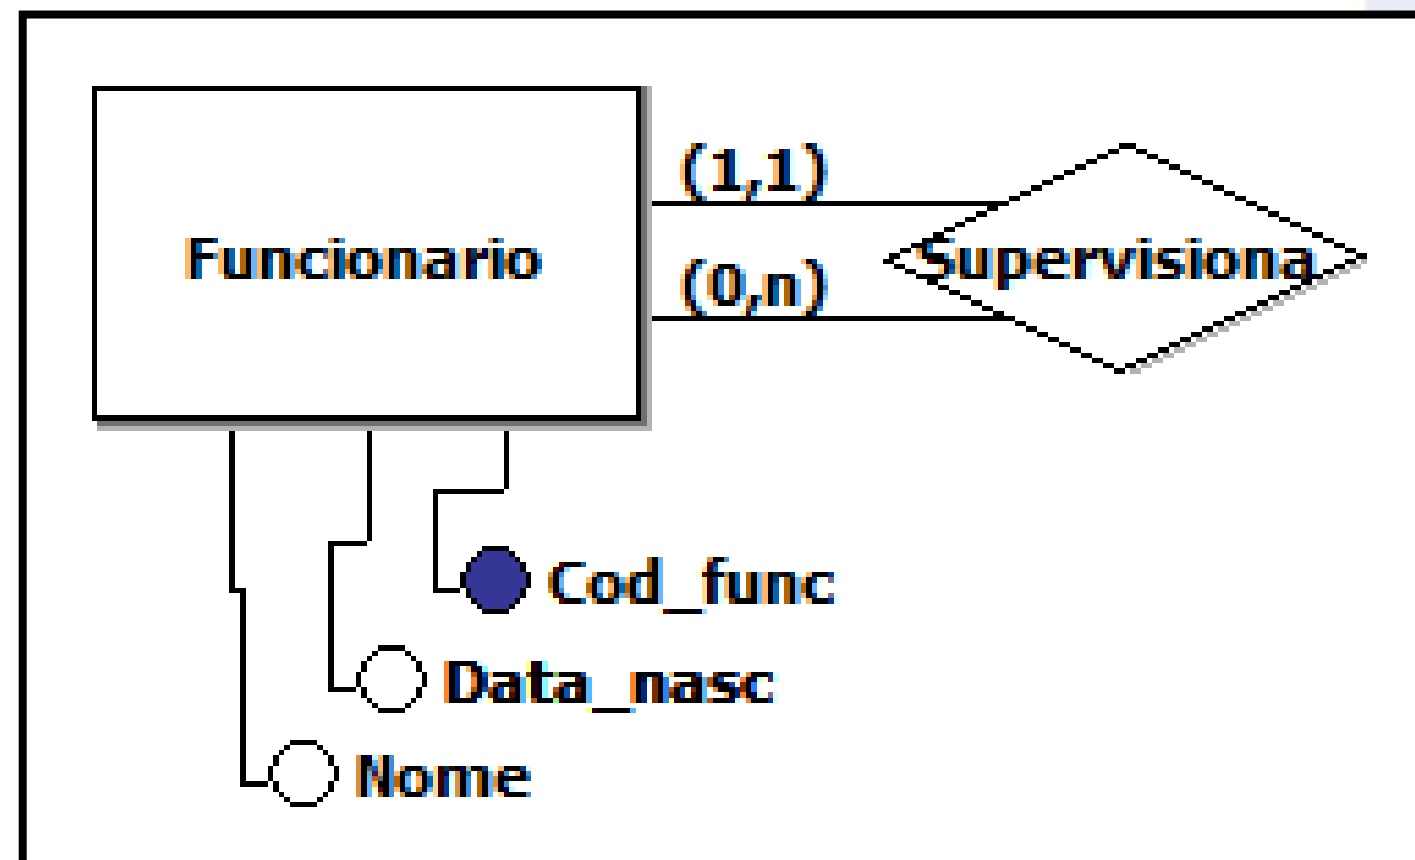 (1,1)
Funcionario
Supervisiona
(0,n)
Cod_func
Data_nasc
Nome